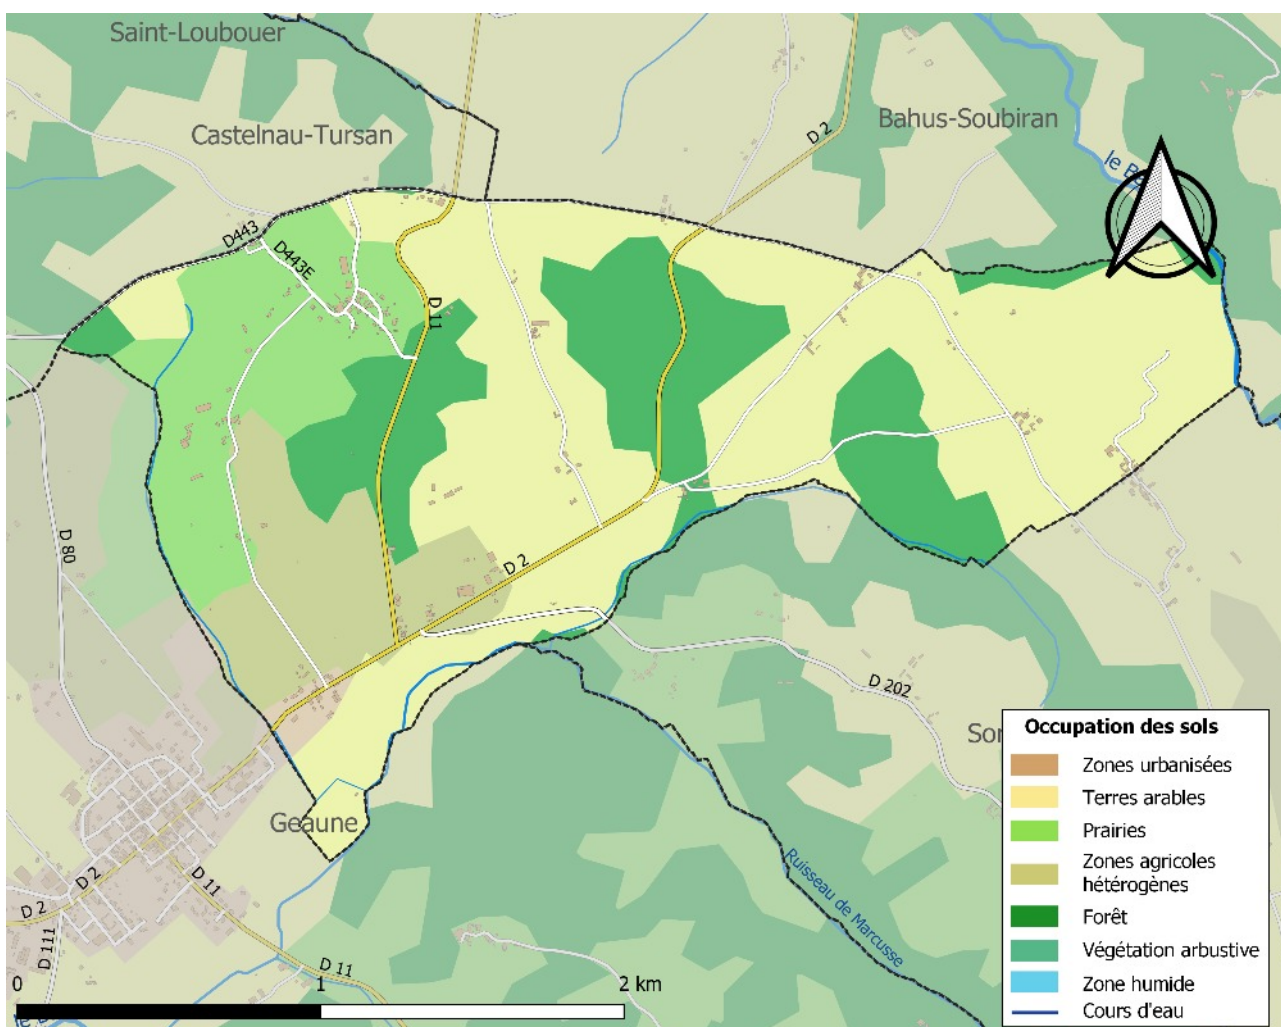 Saint-Loubouer
Castelnau-Tursan
Bahus-Soubiran
D 2
D443
D443E
D 11
D 80
D 2
D 202
Geaune
D 2
D 11
D 2
D 111
D 11
Ruisseau de Marcusse
0
1
2 km
Occupation des sols
Zones urbanisées
Terres arables
Prairies
Zones agricoles
hétérogènes
Forêt
Végétation arbustive
Zone humide
Cours d'eau